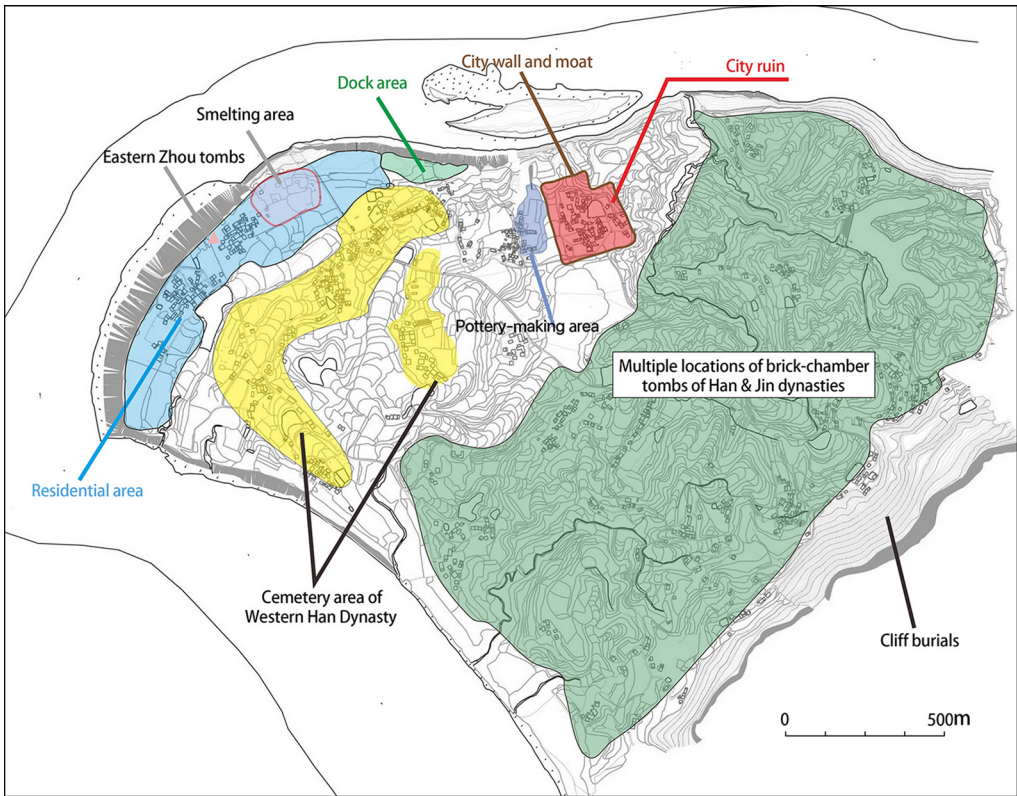 City wall and moat
City ruin
Dock area
Smelting area
Eastern Zhou tombs
Pottery-making area
Multiple locations of brick-chamber
tombs of Han & Jin dynasties
Residential area
Cemetery area of
Western Han Dynasty
Cliff burials
0 500m